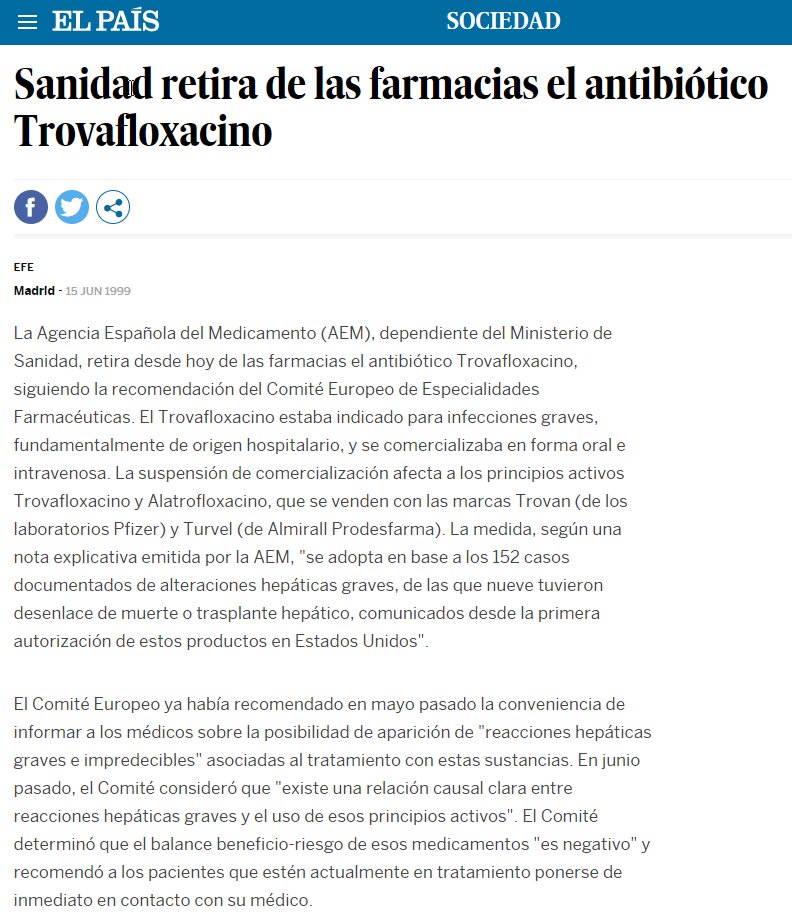 EL PAÍS
SOCIEDAD
Sanidad retira de las farmacias el antibiótico
Trovafloxacino
EFE
Madrid - 15 JUN 1999
La Agencia Española del Medicamento (AEM), dependiente del Ministerio de
Sanidad, retira desde hoy de las farmacias el antibiótico Trovafloxacino,
siguiendo la recomendación del Comité Europeo de Especialidades
Farmacéuticas. El Trovafloxacino estaba indicado para infecciones graves,
fundamentalmente de origen hospitalario, y se comercializaba en forma oral e
intravenosa. La suspensión de comercialización afecta a los principios activos
Trovafloxacino y Alatrofloxacino, que se venden con las marcas Trovan (de los
laboratorios Pfizer) y Turvel (de Almirall Prodesfarma). La medida, según una
nota explicativa emitida por la AEM, "se adopta en base a los 152 casos
documentados de alteraciones hepáticas graves, de las que nueve tuvieron
desenlace de muerte o trasplante hepático, comunicados desde la primera
autorización de estos productos en Estados Unidos".
El Comité Europeo ya había recomendado en mayo pasado la conveniencia de
informar a los médicos sobre la posibilidad de aparición de "reacciones hepáticas
graves e impredecibles" asociadas al tratamiento con estas sustancias. En junio
pasado, el Comité consideró que "existe una relación causal clara entre
reacciones hepáticas graves y el uso de esos principios activos". El Comité
determinó que el balance beneficio-riesgo de esos medicamentos "es negativo" y
recomendó a los pacientes que estén actualmente en tratamiento ponerse de
inmediato en contacto con su médico.